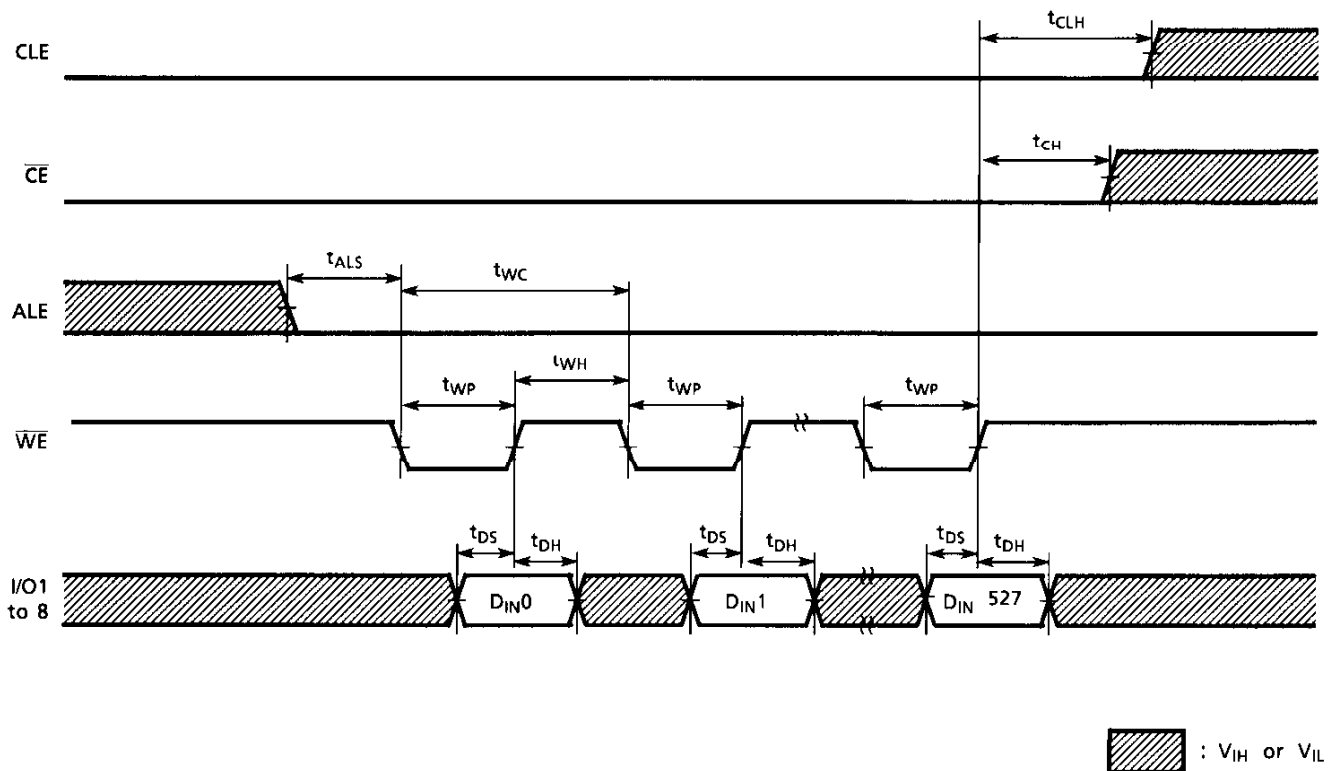 CLE
tCLH
CE
tCH
ALE
tALS
tWC
WE
tWP
tWH
tWP
tWP
I/O1
to 8
tDS
tDH
tDS
tDH
tDS
tDH
DIN0
DIN1
DIN 527
: VIH or VIL